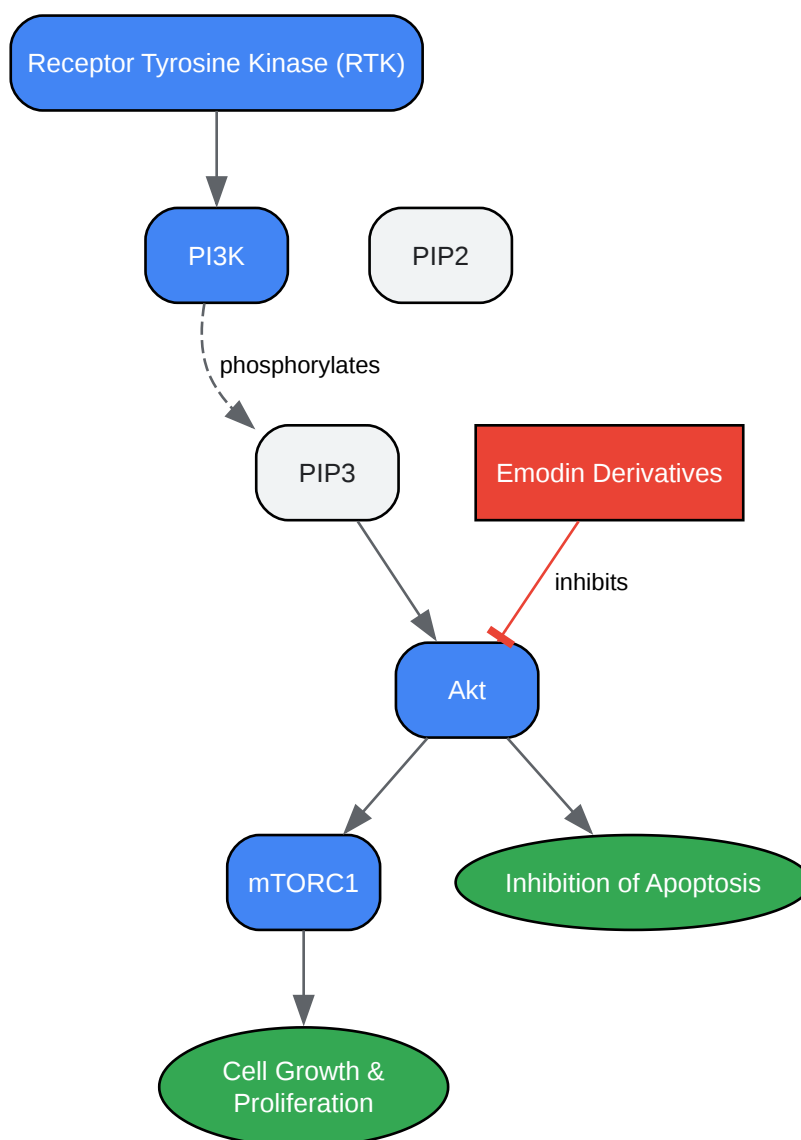 Receptor Tyrosine Kinase (RTK)
PI3K
PIP2
phosphorylates
PIP3
Emodin Derivatives
inhibits
Akt
mTORC1
Inhibition of Apoptosis
Cell Growth &
Proliferation